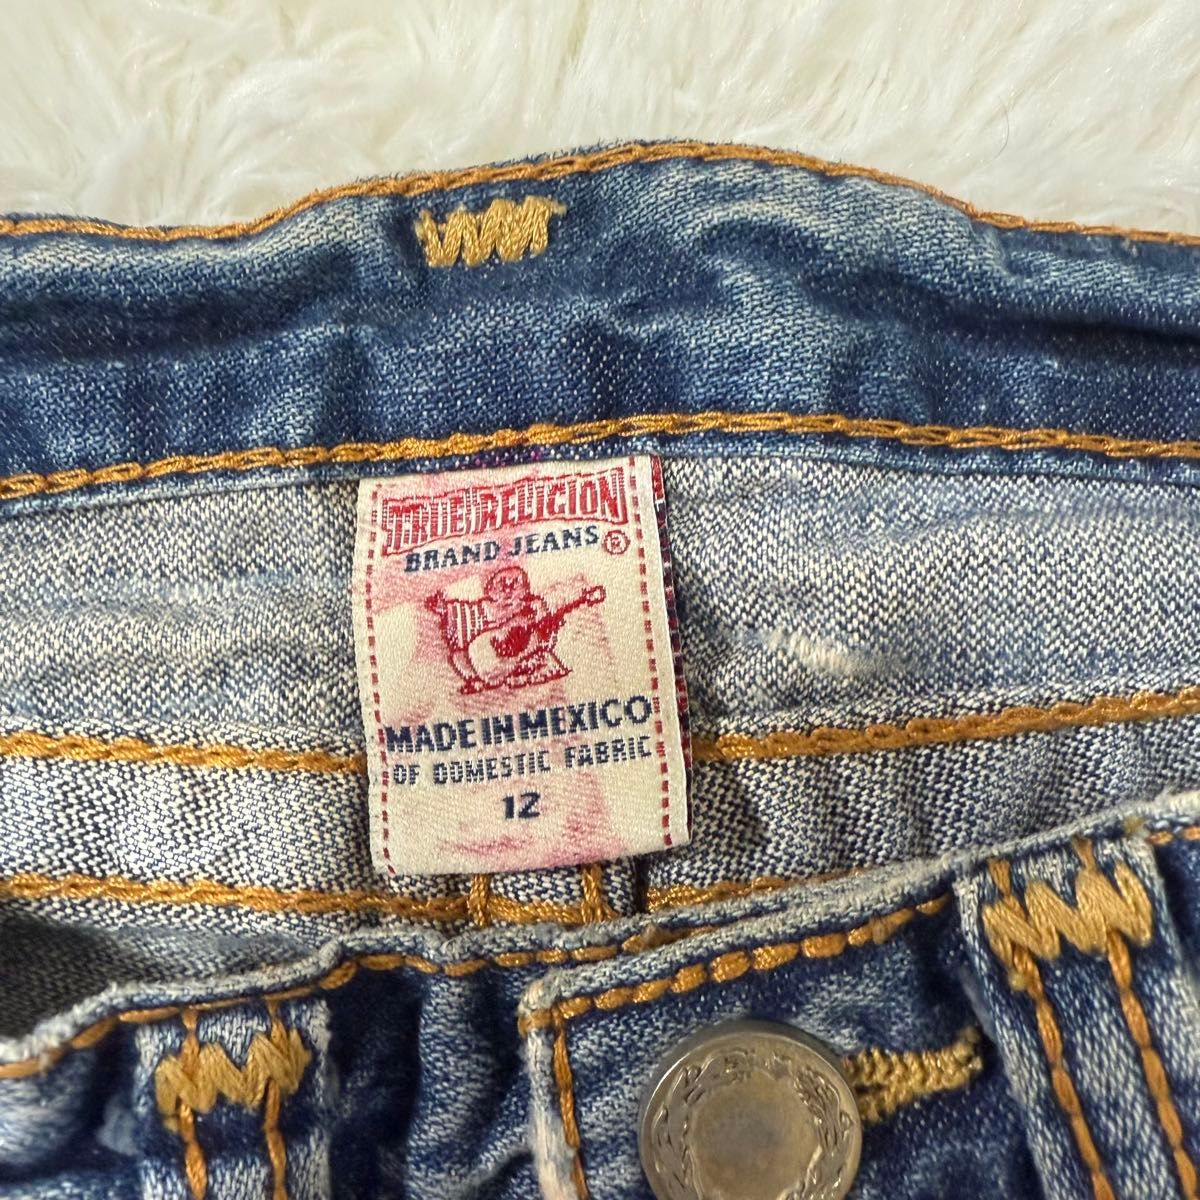 TRUE RELIGION
BRAND JEANS®
MADE IN MEXICO
OF DOMESTIC FABRIC
12